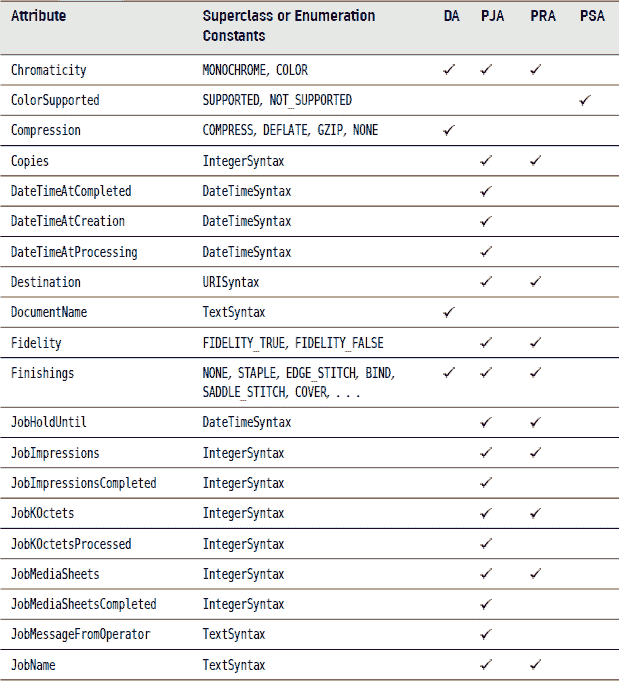 Attribute Superclass or Enumeration DA PJA PRA PSA
Constants
Chromaticity MONOCHROME, COLOR ✓ ✓ ✓
ColorSupported SUPPORTED, NOT_SUPPORTED ✓
Compression COMPRESS, DEFLATE, GZIP, NONE ✓
Copies IntegerSyntax ✓ ✓
DateTimeAtCompleted DateTimeSyntax ✓
DateTimeAtCreation DateTimeSyntax ✓
DateTimeAtProcessing DateTimeSyntax ✓
Destination URISyntax ✓ ✓
DocumentName TextSyntax ✓
Fidelity FIDELITY_TRUE, FIDELITY_FALSE ✓ ✓
Finishings NONE, STAPLE, EDGE_STITCH, BIND, ✓ ✓ ✓
SADDLE_STITCH, COVER, . . .
JobHoldUntil DateTimeSyntax ✓ ✓
JobImpressions IntegerSyntax ✓ ✓
JobImpressionsCompleted IntegerSyntax ✓
JobKOctets IntegerSyntax ✓ ✓
JobKOctetsProcessed IntegerSyntax ✓
JobMediaSheets IntegerSyntax ✓ ✓
JobMediaSheetsCompleted IntegerSyntax ✓
JobMessageFromOperator TextSyntax ✓
JobName TextSyntax ✓ ✓